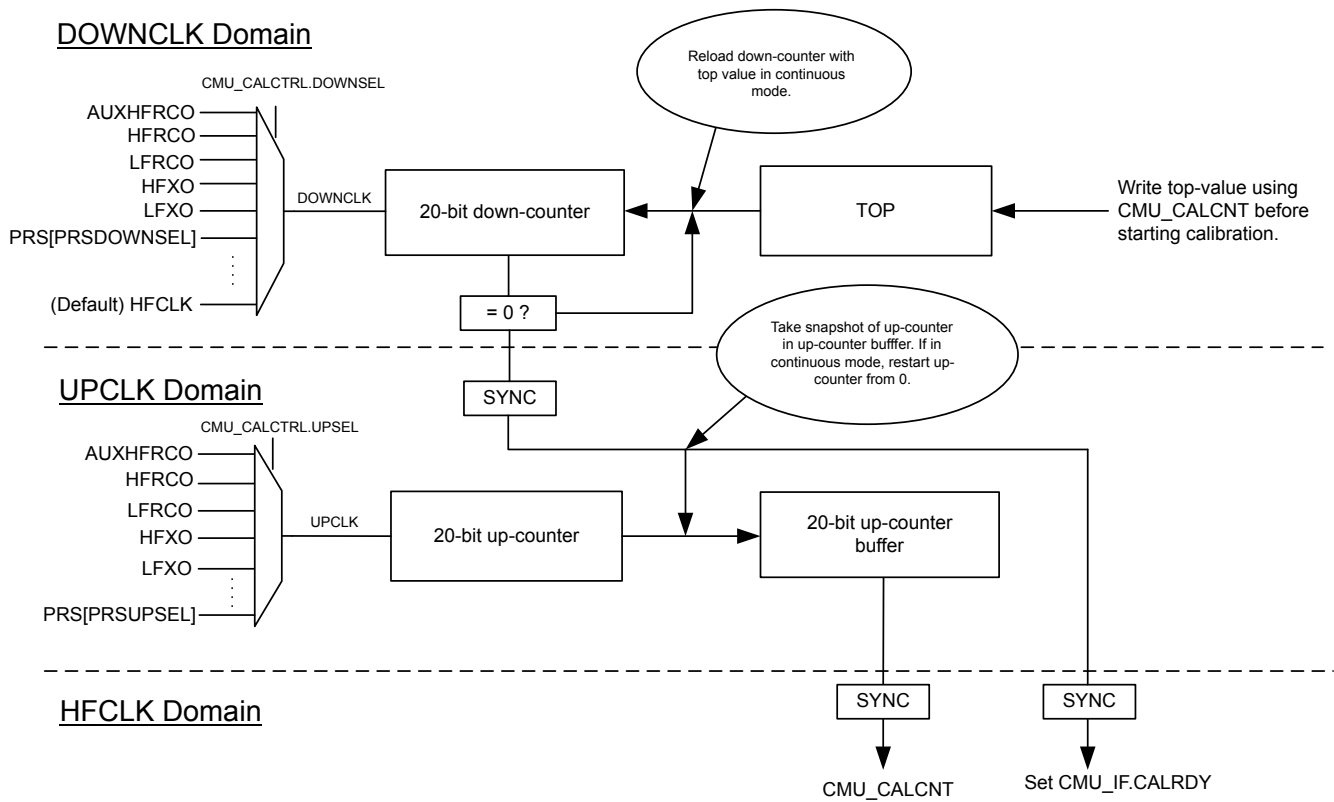 DOWNCLK Domain
CMU_CALCTRL.DOWNSEL
AUXHFRCO
HFRCO
LFRCO
HFXO
LFXO
PRS[PRSDOWNSEL]
(Default) HFCLK
DOWNCLK
20-bit down-counter
= 0 ?
Reload down-counter with
top value in continuous
mode.
TOP
Write top-value using
CMU_CALCNT before
starting calibration.
UPCLK Domain
SYNC
Take snapshot of up-counter
in up-counter bufffer. If in
continuous mode, restart up-
counter from 0.
CMU_CALCTRL.UPSEL
AUXHFRCO
HFRCO
LFRCO
HFXO
LFXO
PRS[PRSUPSEL]
UPCLK
20-bit up-counter
20-bit up-counter
buffer
HFCLK Domain
SYNC
SYNC
CMU_CALCNT
Set CMU_IF.CALRDY